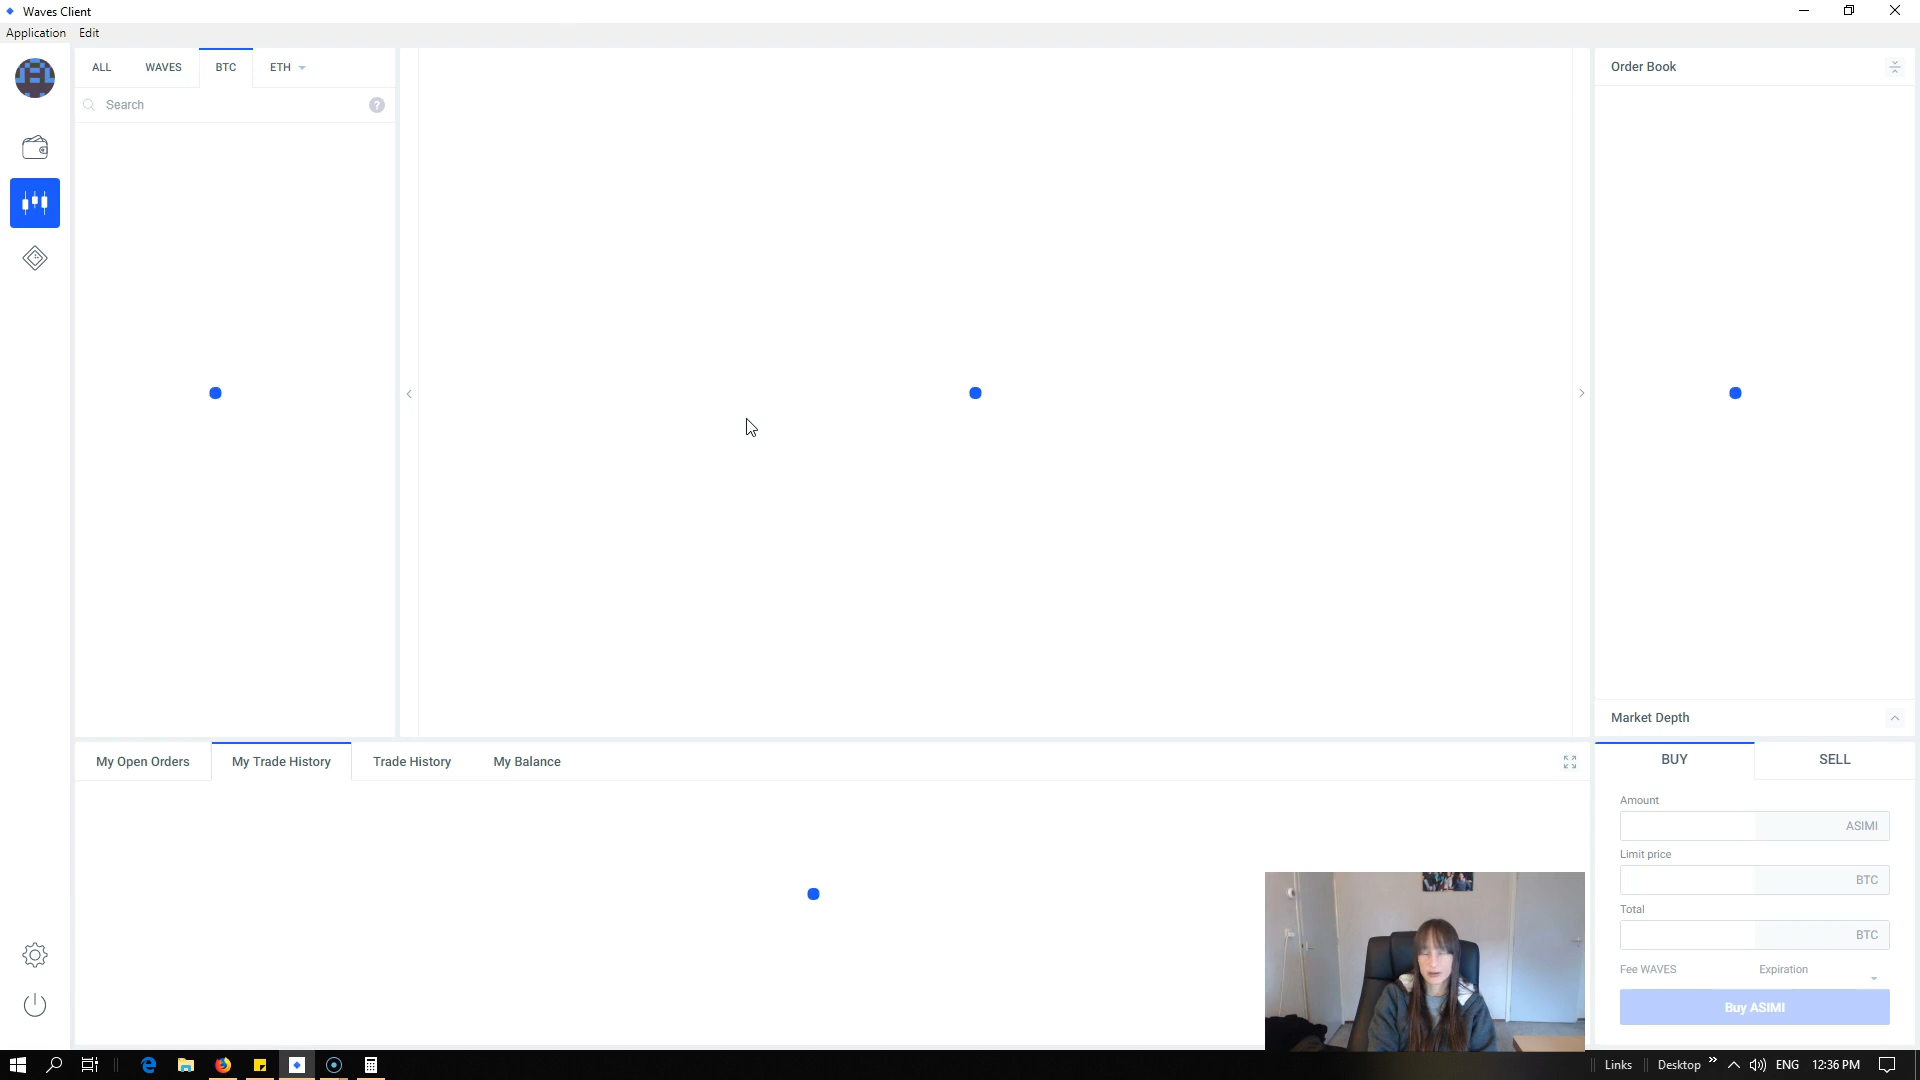 Waves Client
Application Edit
ALL WAVES BTC ETH
Search ?
Order Book
Market Depth
My Open Orders My Trade History Trade History My Balance
BUY SELL
Amount
ASIMI
Limit price
BTC
Total
BTC
Fee WAVES Expiration
Buy ASIMI
Links Desktop ENG 12:36 PM